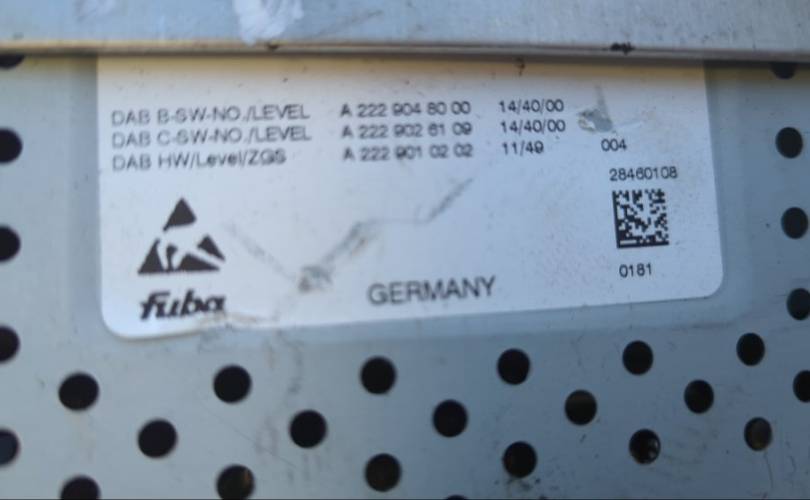 DAB B-SW-NO./LEVEL A 222 904 80 00 14/40/00
DAB C-SW-NO./LEVEL A 222 902 61 09 14/40/00
DAB HW/Level/ZGS A 222 901 02 02 11/49 004
28460108
0181
GERMANY
fuba